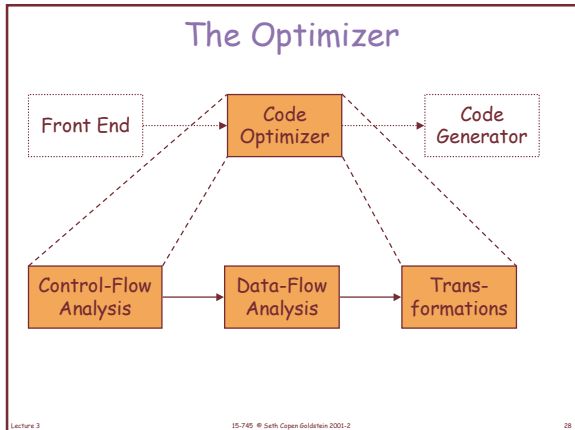 The Optimizer
Front End
Code
Optimizer
Code
Generator
Control-Flow
Analysis
Data-Flow
Analysis
Trans-
formations
Lecture 3
15-745 © Seth Copen Goldstein 2001-2
28